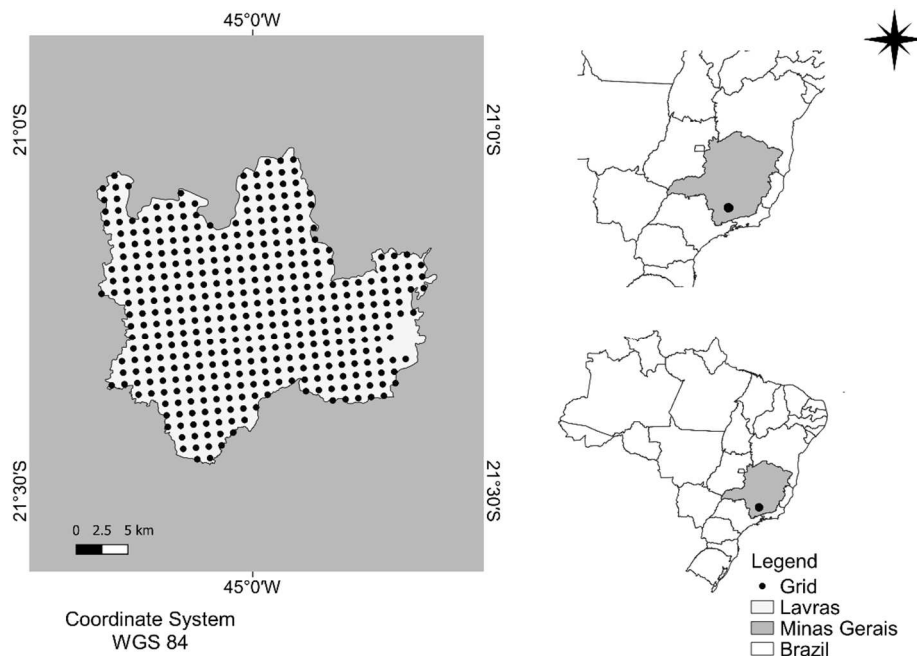 45°0'W
21°0'S
21°0'S
21°30'S
21°30'S
0 2.5 5 km
45°0'W
Coordinate System
WGS 84
Legend
Grid
Lavras
Minas Gerais
Brazil